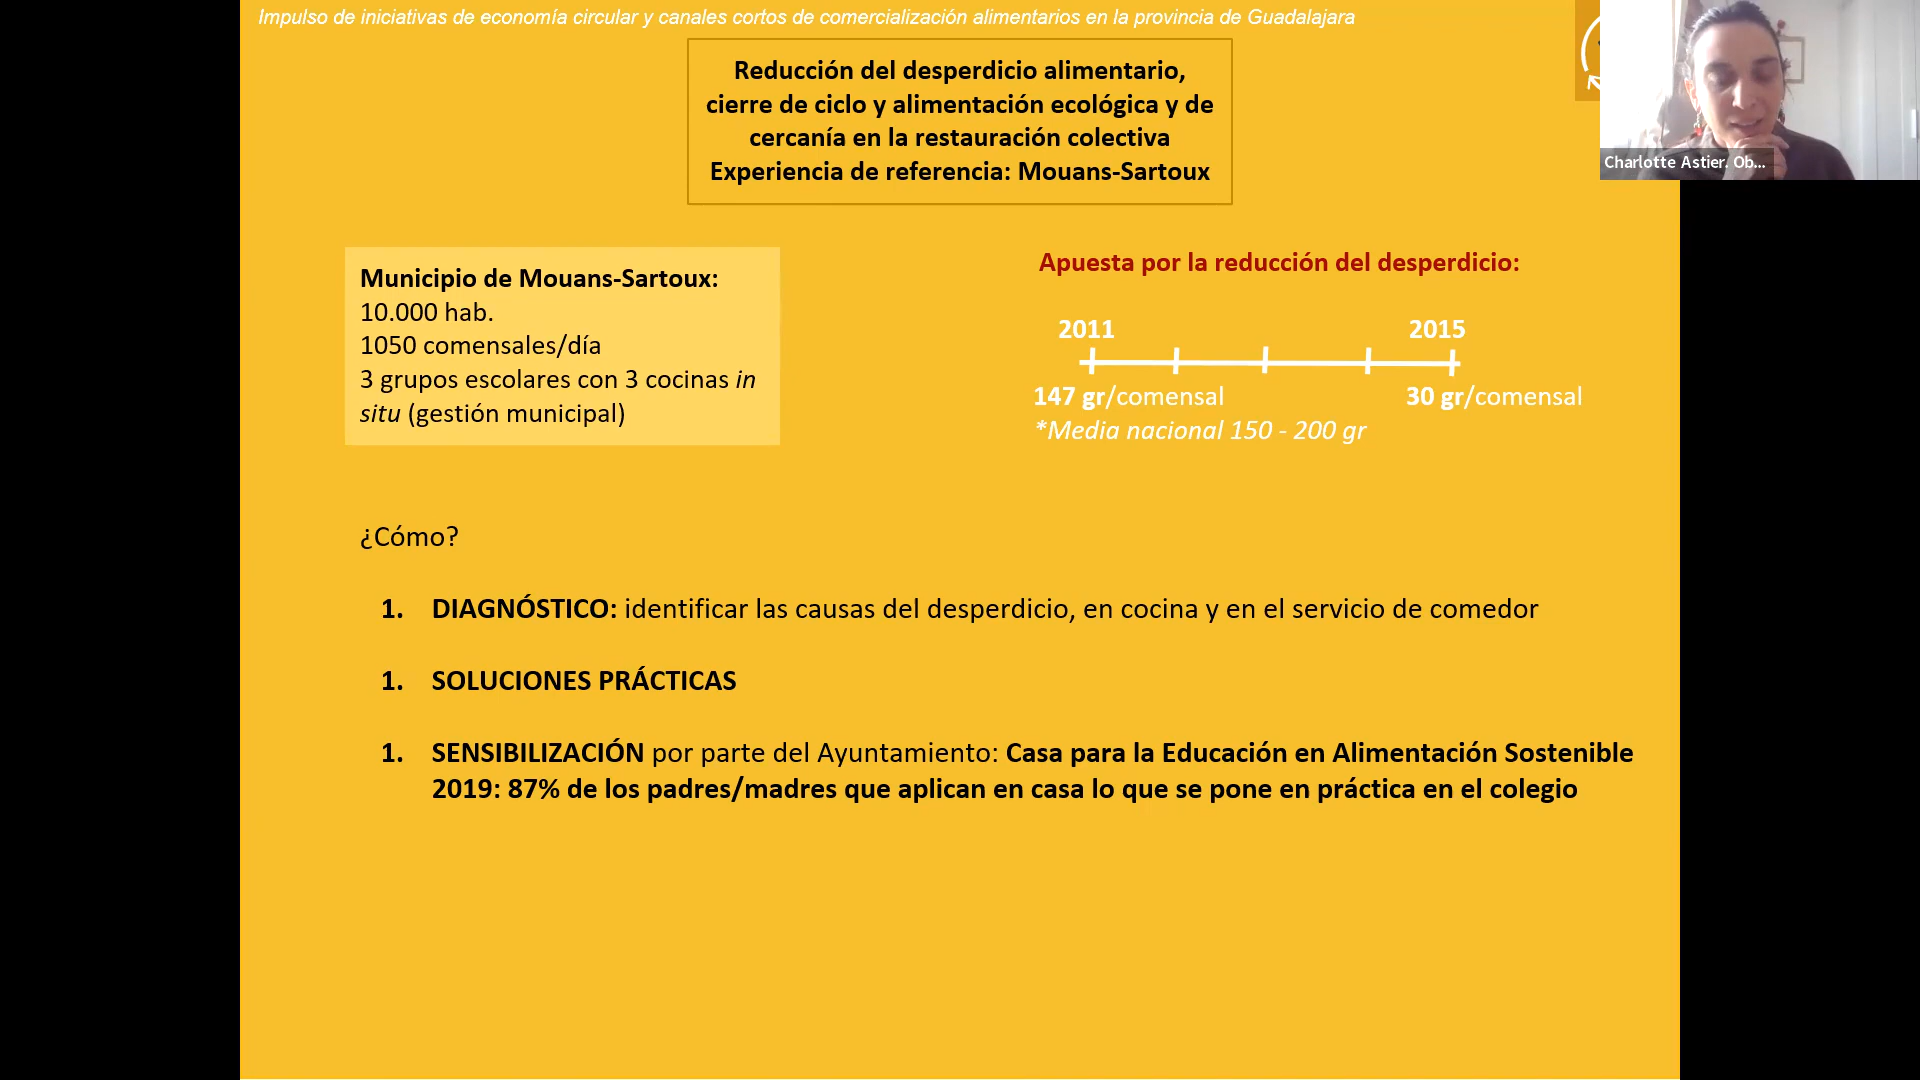 Impulso de iniciativas de economía circular y canales cortos de comercialización alimentarios en la provincia de Guadalajara
Reducción del desperdicio alimentario,
cierre de ciclo y alimentación ecológica y de
cercanía en la restauración colectiva
Experiencia de referencia: Mouans-Sartoux
Charlotte Astier. Ob...
Municipio de Mouans-Sartoux:
10.000 hab.
1050 comensales/día
3 grupos escolares con 3 cocinas in
situ (gestión municipal)
Apuesta por la reducción del desperdicio:
2011 2015
147 gr/comensal 30 gr/comensal
*Media nacional 150 - 200 gr
¿Cómo?
1. DIAGNÓSTICO: identificar las causas del desperdicio, en cocina y en el servicio de comedor
1. SOLUCIONES PRÁCTICAS
1. SENSIBILIZACIÓN por parte del Ayuntamiento: Casa para la Educación en Alimentación Sostenible
2019: 87% de los padres/madres que aplican en casa lo que se pone en práctica en el colegio